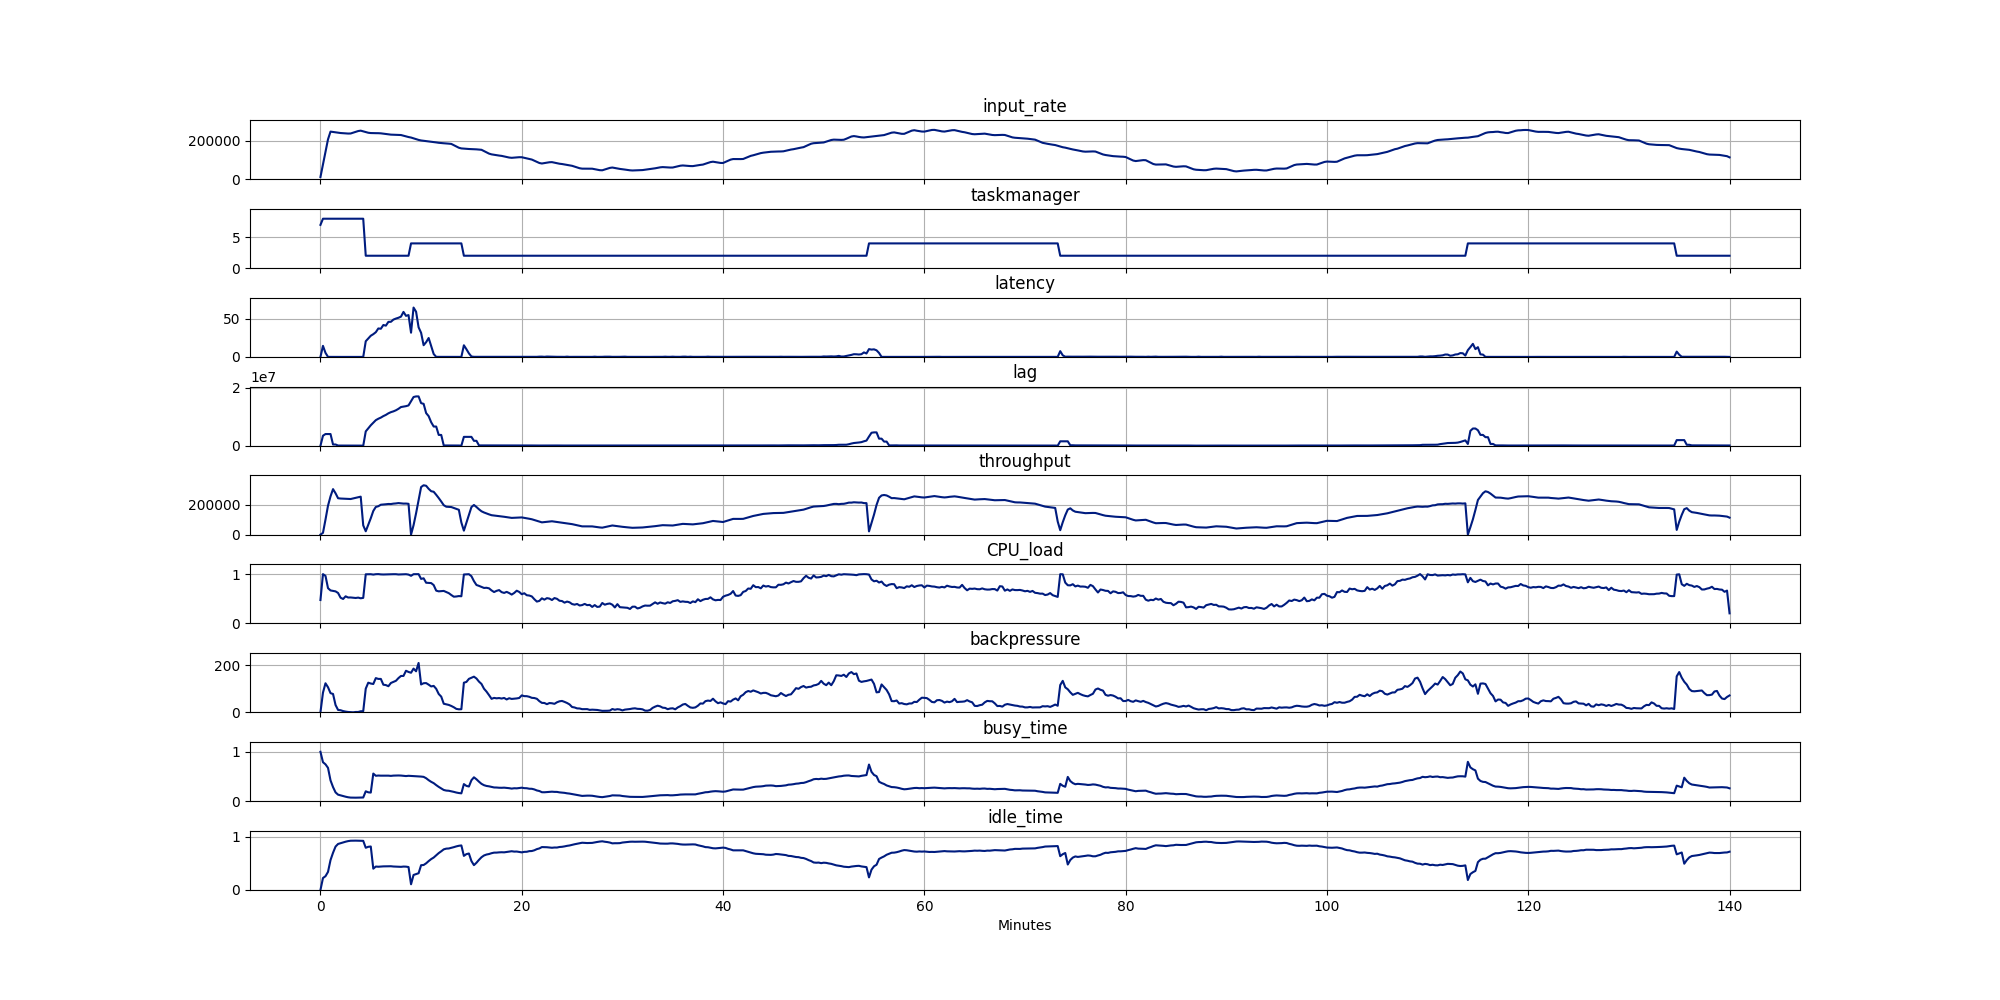 input_rate
200000
0
taskmanager
5
0
latency
50
0
1e7
lag
2
0
throughput
200000
0
CPU_load
1
0
backpressure
200
0
busy_time
1
0
idle_time
1
0
0 20 40 60 80 100 120 140
Minutes